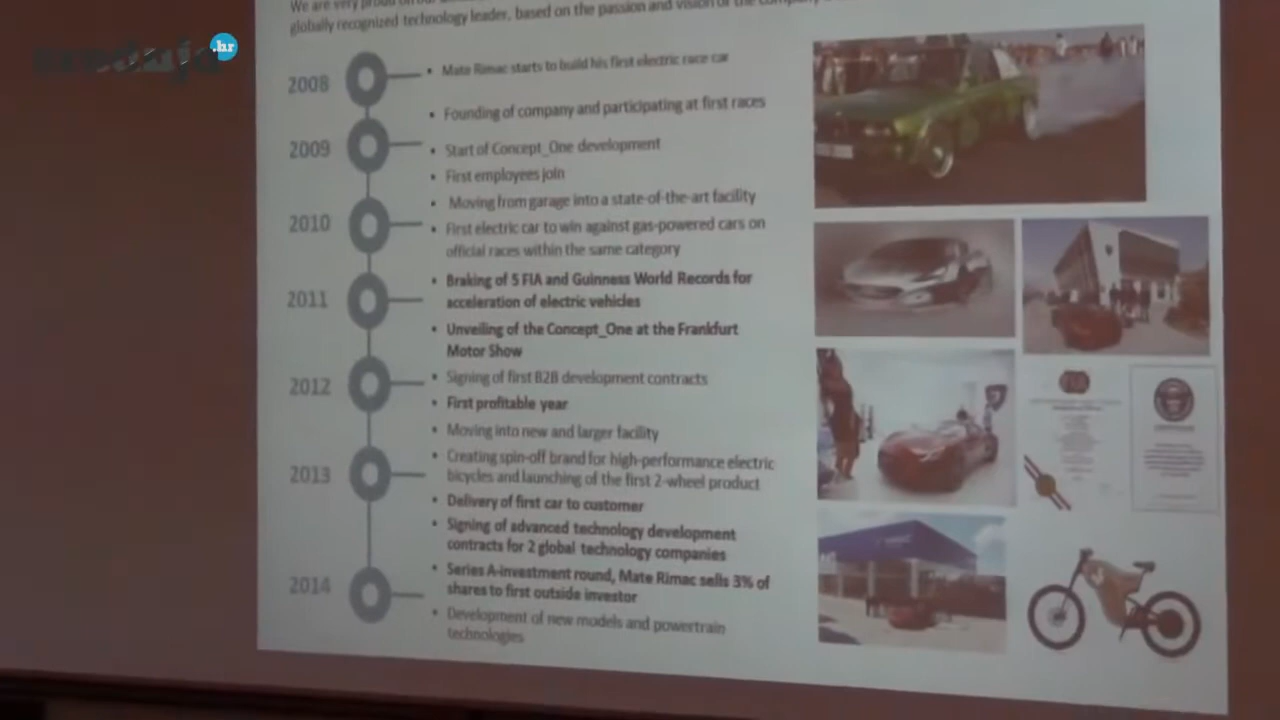 We are very proud
globally recognized technology leader, based on the passion and vision of the company
.hr
2008
• Mate Rimac starts to build his first electric race car
• Founding of company and participating at first races
2009
• Start of Concept_One development
• First employees join
• Moving from garage into a state-of-the-art facility
2010
• First electric car to win against gas-powered cars on
official races within the same category
2011
• Braking of 5 FIA and Guinness World Records for
acceleration of electric vehicles
• Unveiling of the Concept_One at the Frankfurt
Motor Show
2012
• Signing of first B2B development contracts
• First profitable year
• Moving into new and larger facility
2013
• Creating spin-off brand for high-performance electric
bicycles and launching of the first 2-wheel product
• Delivery of first car to customer
• Signing of advanced technology development
contracts for 2 global technology companies
2014
• Series A-investment round, Mate Rimac sells 3% of
shares to first outside investor
• Development of new models and powertrain
technologies